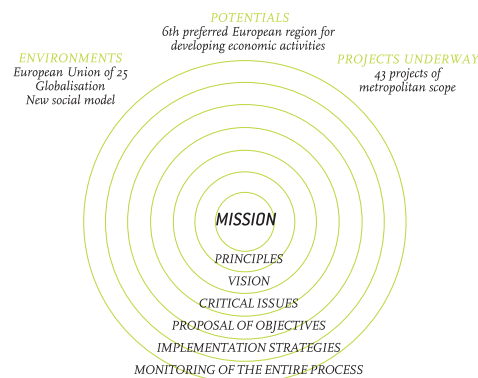 POTENTIALS
6th preferred European region for
developing economic activities
ENVIRONMENTS
European Union of 25
Globalisation
New social model
PROJECTS UNDERWAY
43 projects of
metropolitan scope
MISSION
PRINCIPLES
VISION
CRITICAL ISSUES
PROPOSAL OF OBJECTIVES
IMPLEMENTATION STRATEGIES
MONITORING OF THE ENTIRE PROCESS